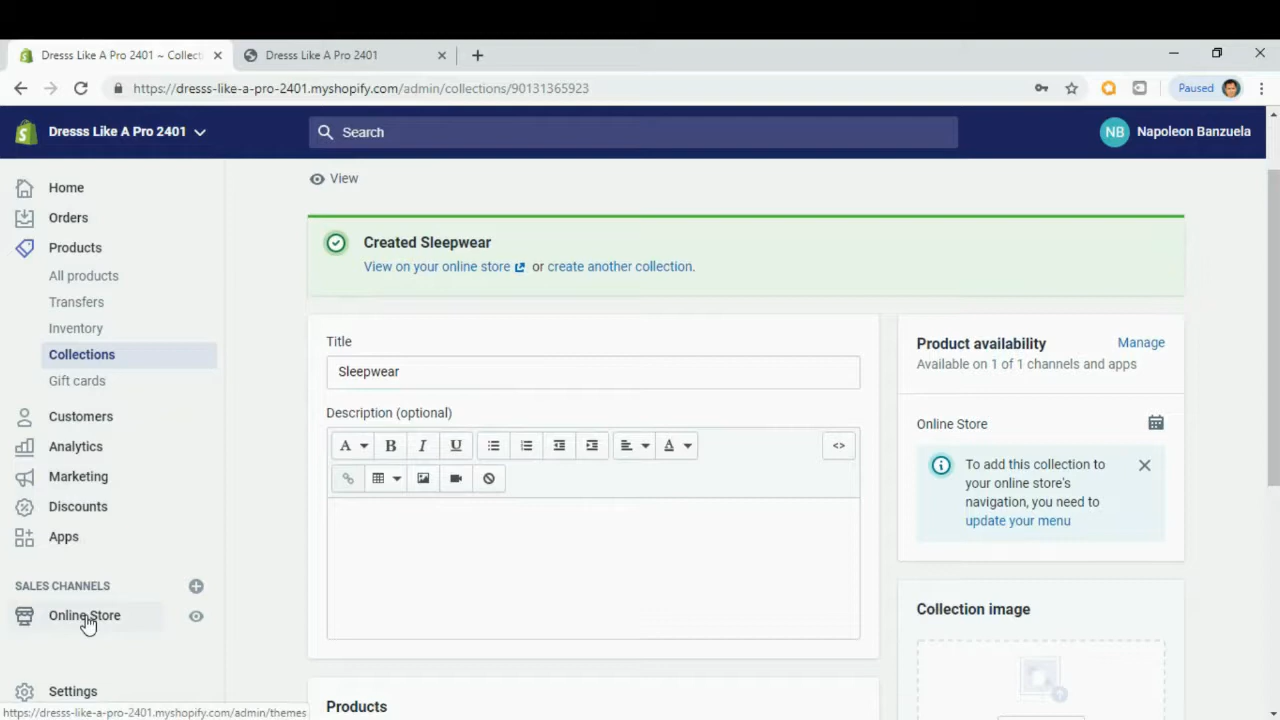 Dresss Like A Pro 2401 ~ Collect
Dresss Like A Pro 2401
https://dresss-like-a-pro-2401.myshopify.com/admin/collections/90131365923
Paused
Dresss Like A Pro 2401
Search
NB
Napoleon Banzuela
Home
Orders
Products
All products
Transfers
Inventory
Collections
Gift cards
Customers
Analytics
Marketing
Discounts
Apps
SALES CHANNELS
Online Store
Settings
https://dresss-like-a-pro-2401.myshopify.com/admin/themes
View
Created Sleepwear
View on your online store or create another collection.
Title
Sleepwear
Description (optional)
A B I U A <>
Products
Product availability
Manage
Available on 1 of 1 channels and apps
Online Store
To add this collection to
your online store's
navigation, you need to
update your menu
Collection image